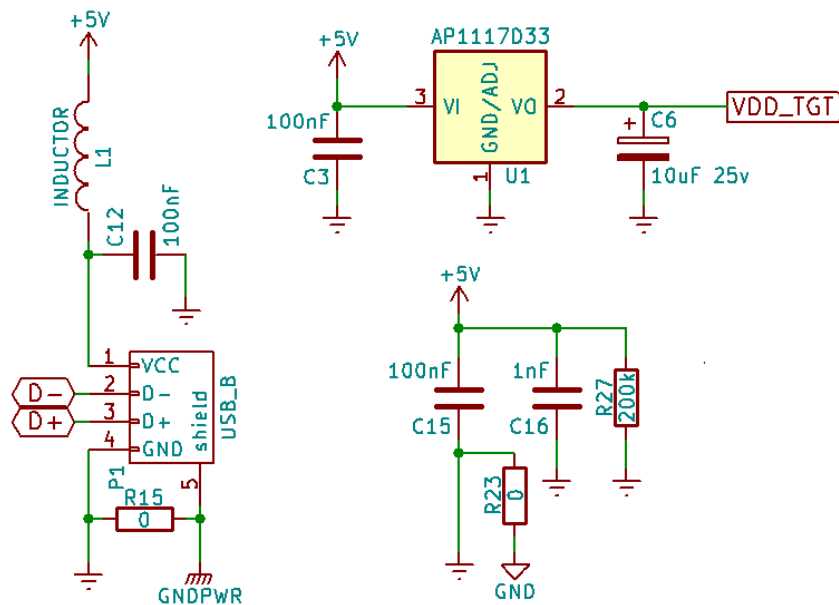 +5V
INDUCTOR
L1
C12
100nF
1
VCC
D-
2
D-
D+
3
D+
4
GND
shield
USB_B
P1
5
R15
0
GNDPWR
+5V
100nF
C3
AP1117D33
3
VI
GND/ADJ
VO
2
1
U1
VDD_TGT
+
C6
10uF 25v
+5V
100nF
C15
1nF
C16
R27
200k
R23
0
GND